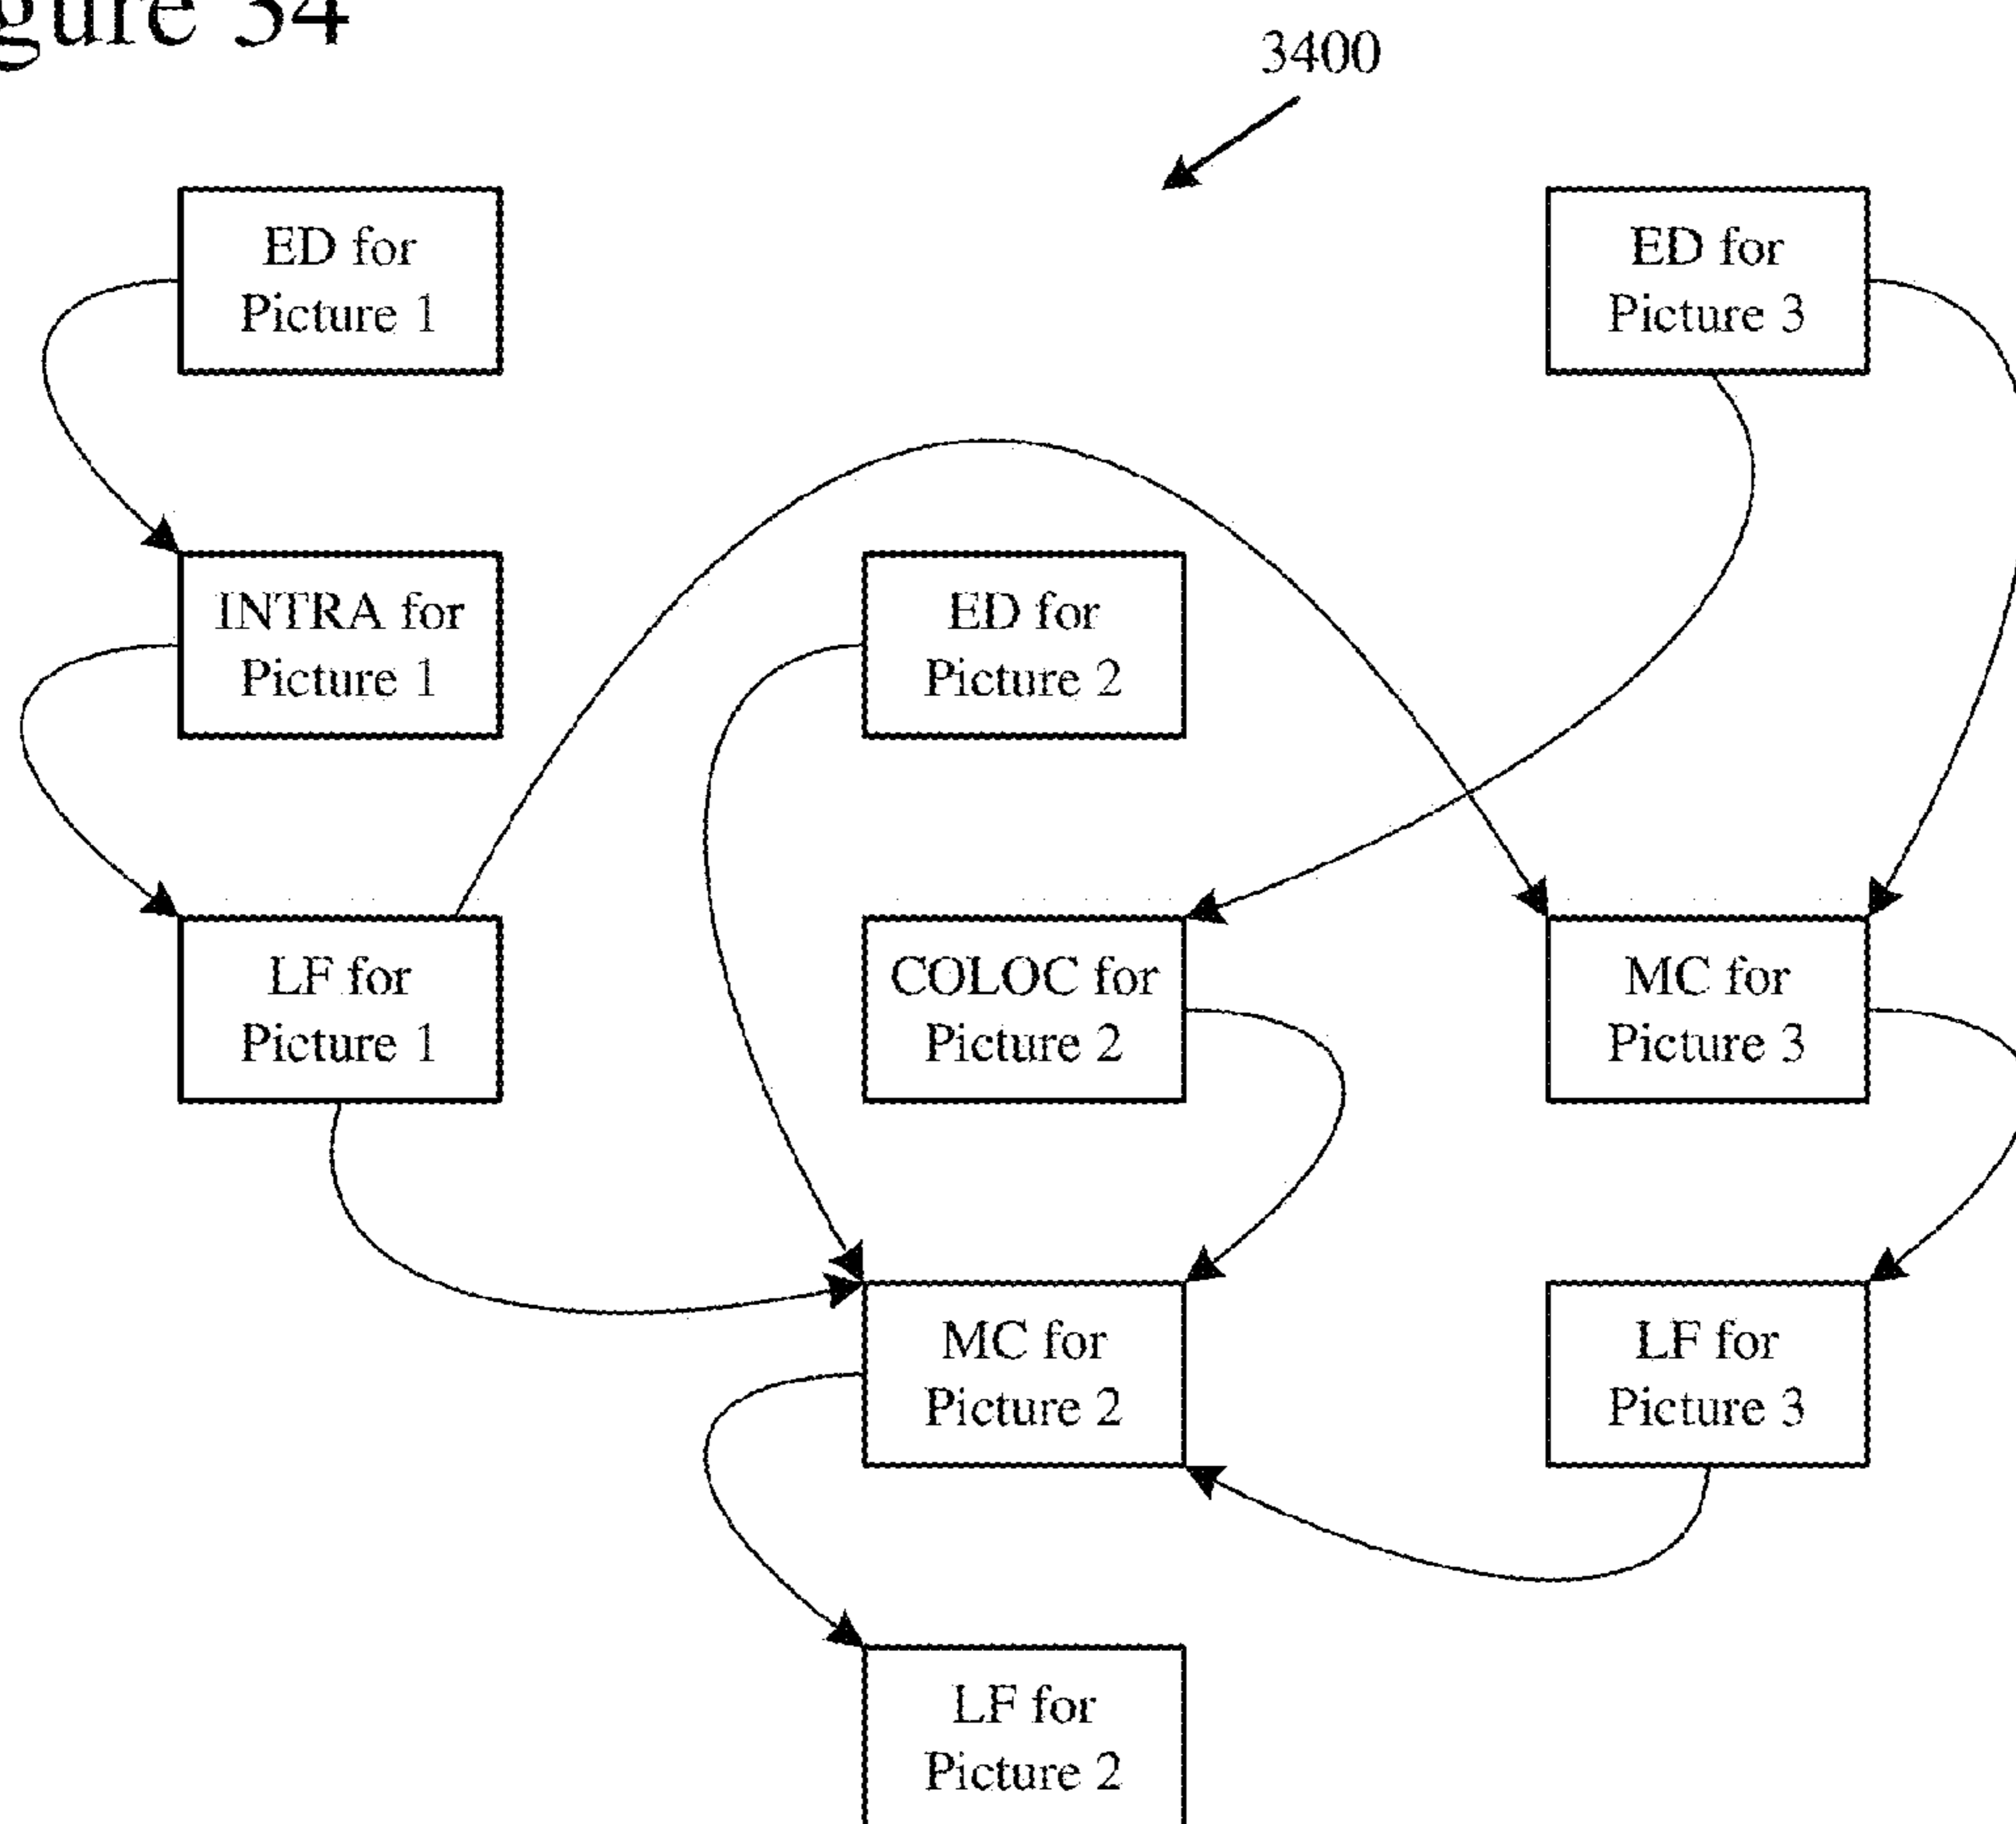 gure 34
3400
ED for
Picture 1
ED for
Picture 3
INTRA for
Picture 1
ED for
Picture 2
LF for
Picture 1
COLOC for
Picture 2
MC for
Picture 3
MC for
Picture 2
LF for
Picture 3
LF for
Picture 2